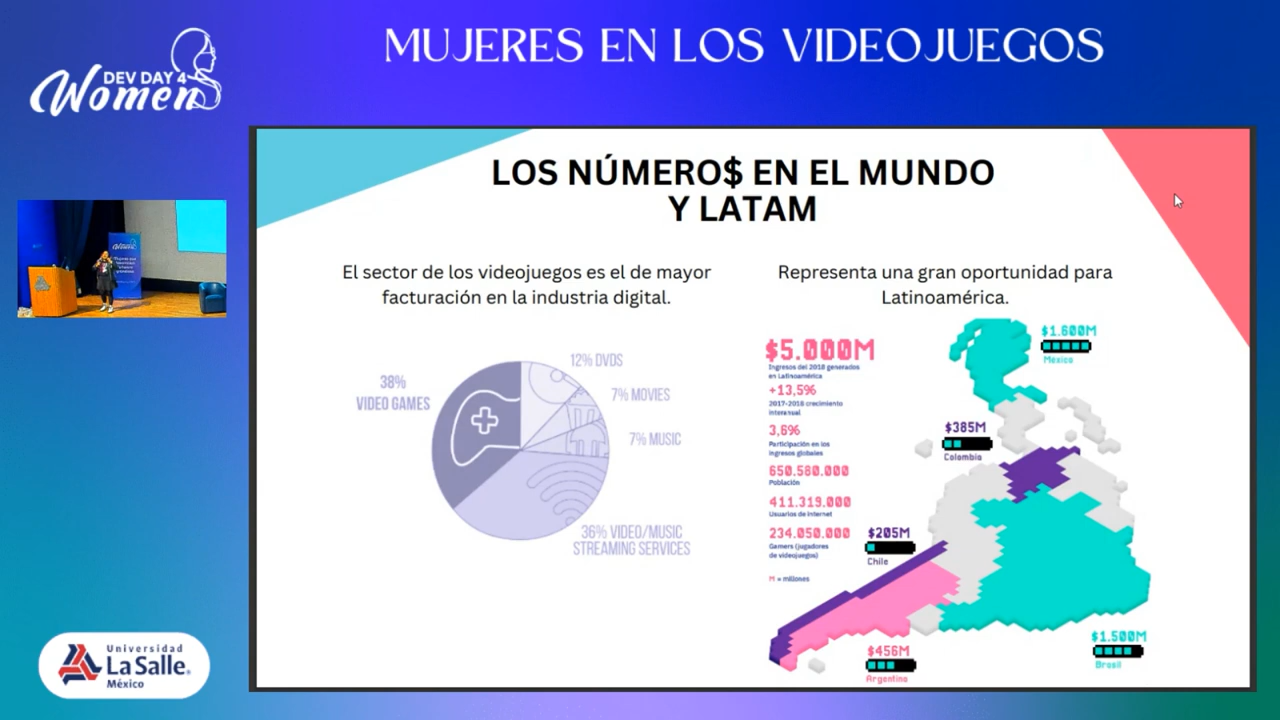 MUJERES EN LOS VIDEOJUEGOS
DEV DAY 4
Women
LOS NÚMERO$ EN EL MUNDO
Y LATAM
El sector de los videojuegos es el de mayor
facturación en la industria digital.
38%
VIDEO GAMES
12% DVDS
7% MOVIES
7% MUSIC
36% VIDEO/MUSIC
STREAMING SERVICES
Representa una gran oportunidad para
Latinoamérica.
$5.000M
Ingresos del 2018 generados
en Latinoamérica
+13,5%
2017-2018 crecimiento
interanual
3,6%
Participación en los
ingresos globales
650.580.000
Población
411.319.000
Usuarios de internet
234.050.000
Gamers (jugadores
de videojuegos)
M = millones
$1.600M
México
$385M
Colombia
$205M
Chile
$456M
Argentina
$1.500M
Brasil
Universidad
La Salle®
México